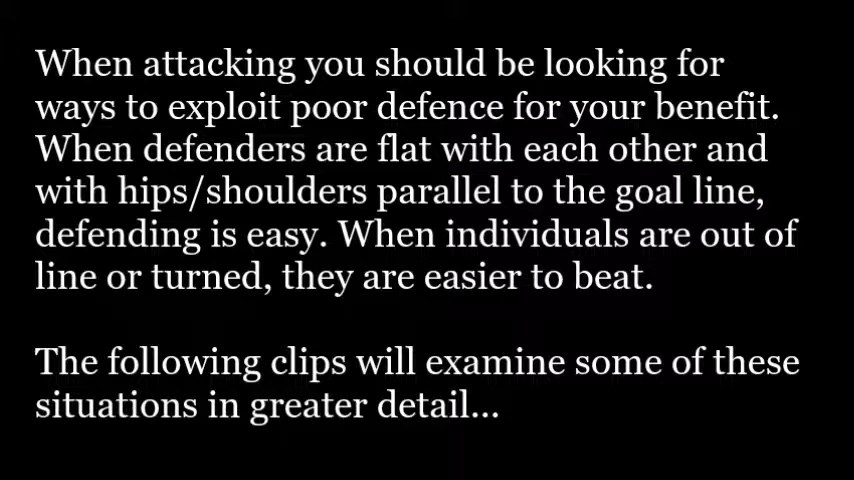 When attacking you should be looking for
ways to exploit poor defence for your benefit.
When defenders are flat with each other and
with hips/shoulders parallel to the goal line,
defending is easy. When individuals are out of
line or turned, they are easier to beat.
The following clips will examine some of these
situations in greater detail...